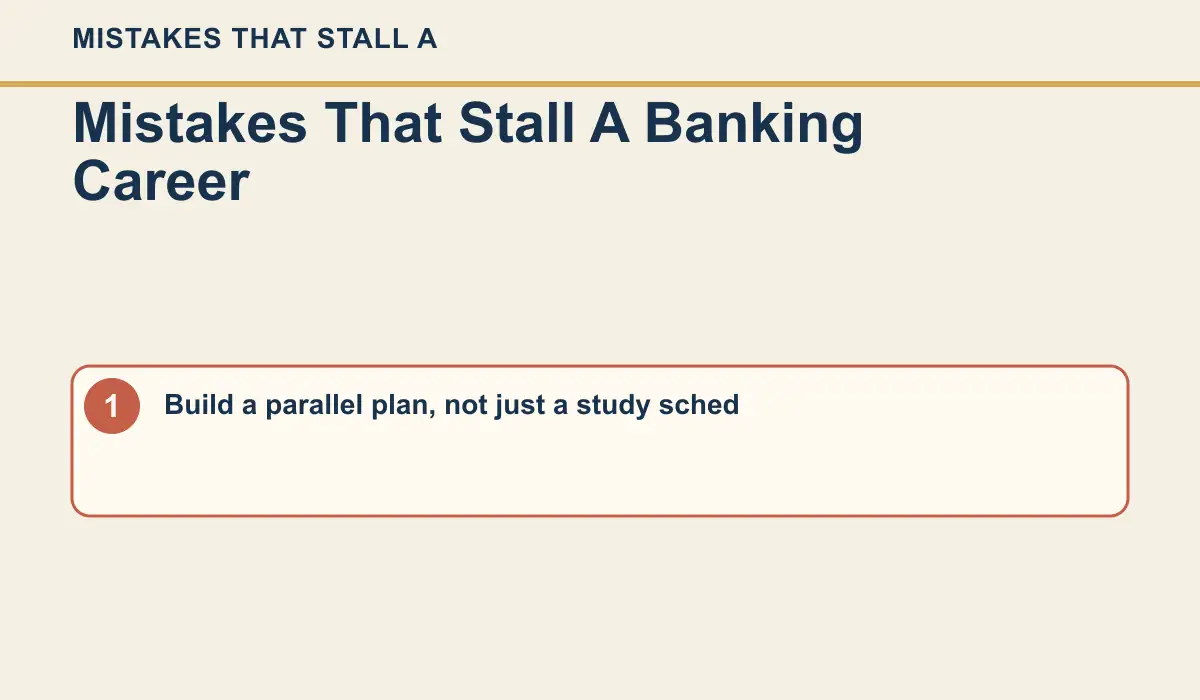 MISTAKES THAT STALL A
Mistakes That Stall A Banking
Career
1
Build a parallel plan, not just a study sched